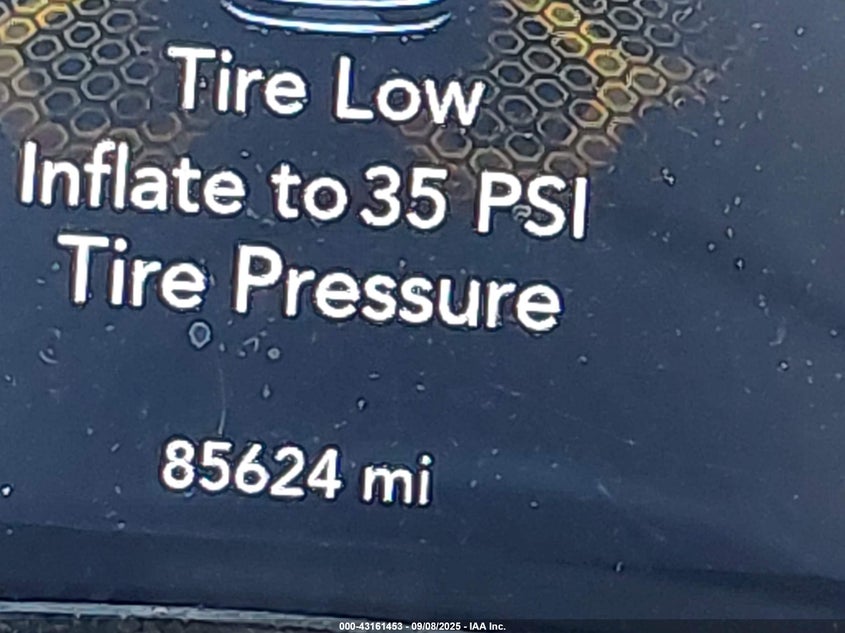 Tire Low
Inflate to 35 PSI
Tire Pressure
85624 mi
000-43161453 - 09/08/2025 - IAA Inc.